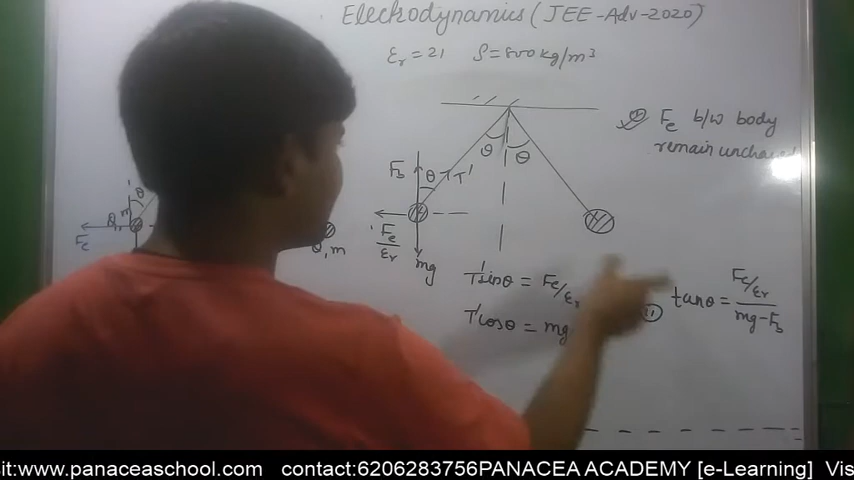 Electrodynamics (JEE-Adv-2020)
εr = 21 ρ = 800 kg/m³
Fe b/w body
remain
θ θ
FB θ T'
Fe/εr
mg
θ
m
Fe
Q, m
T'sinθ = Fe/εr
T'cosθ = mg
(ii) tanθ = Fe/εr / mg-FB
it:www.panaceaschool.com contact:6206283756PANACEA ACADEMY [e-Learning] Vis